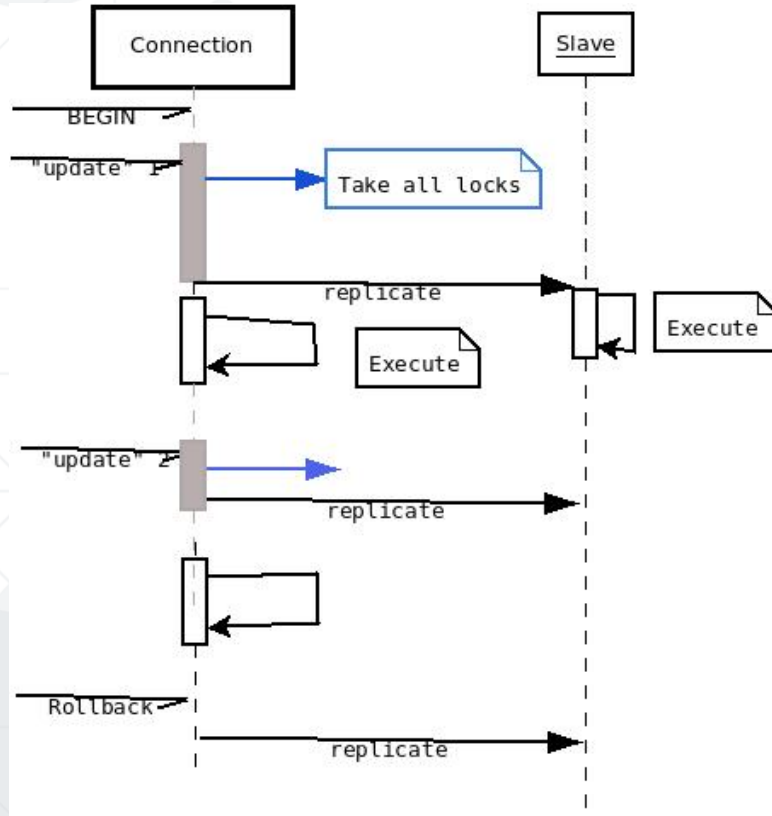 Connection
Slave
BEGIN
"update" 1
Take all locks
replicate
Execute
Execute
"update" 2
replicate
Rollback
replicate